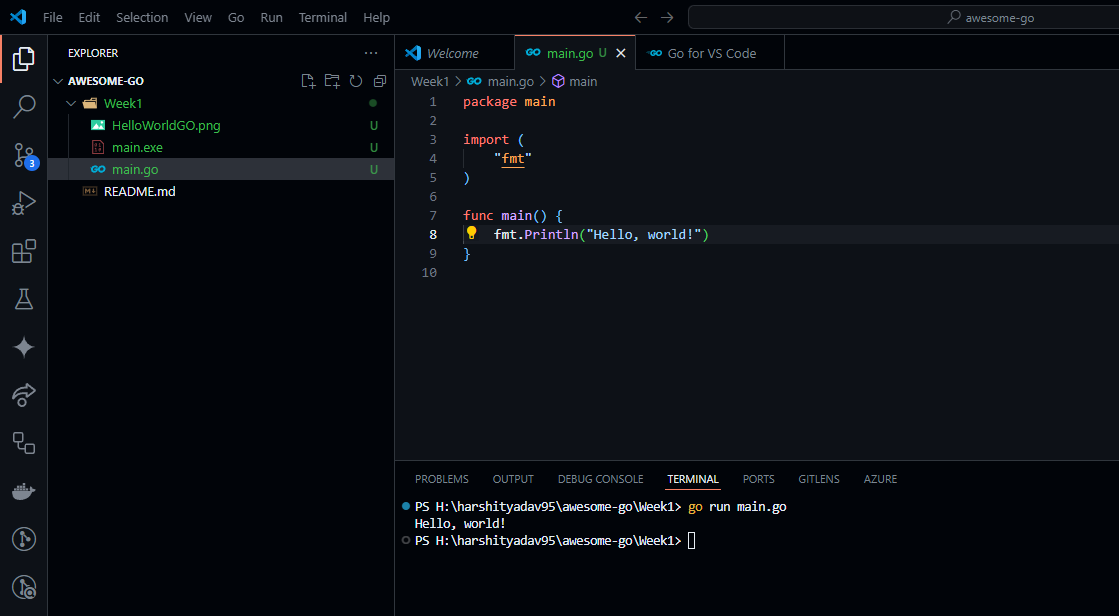 File Edit Selection View Go Run Terminal Help
awesome-go
EXPLORER ...
AWESOME-GO
Week1
HelloWorldGO.png U
main.exe U
main.go U
README.md
3
Welcome
main.go U
Go for VS Code
Week1 > main.go > main
1 package main
2
3 import (
4 "fmt"
5 )
6
7 func main() {
8 fmt.Println("Hello, world!")
9 }
10
PROBLEMS OUTPUT DEBUG CONSOLE TERMINAL PORTS GITLENS AZURE
PS H:\harshityadav95\awesome-go\Week1> go run main.go
Hello, world!
PS H:\harshityadav95\awesome-go\Week1>